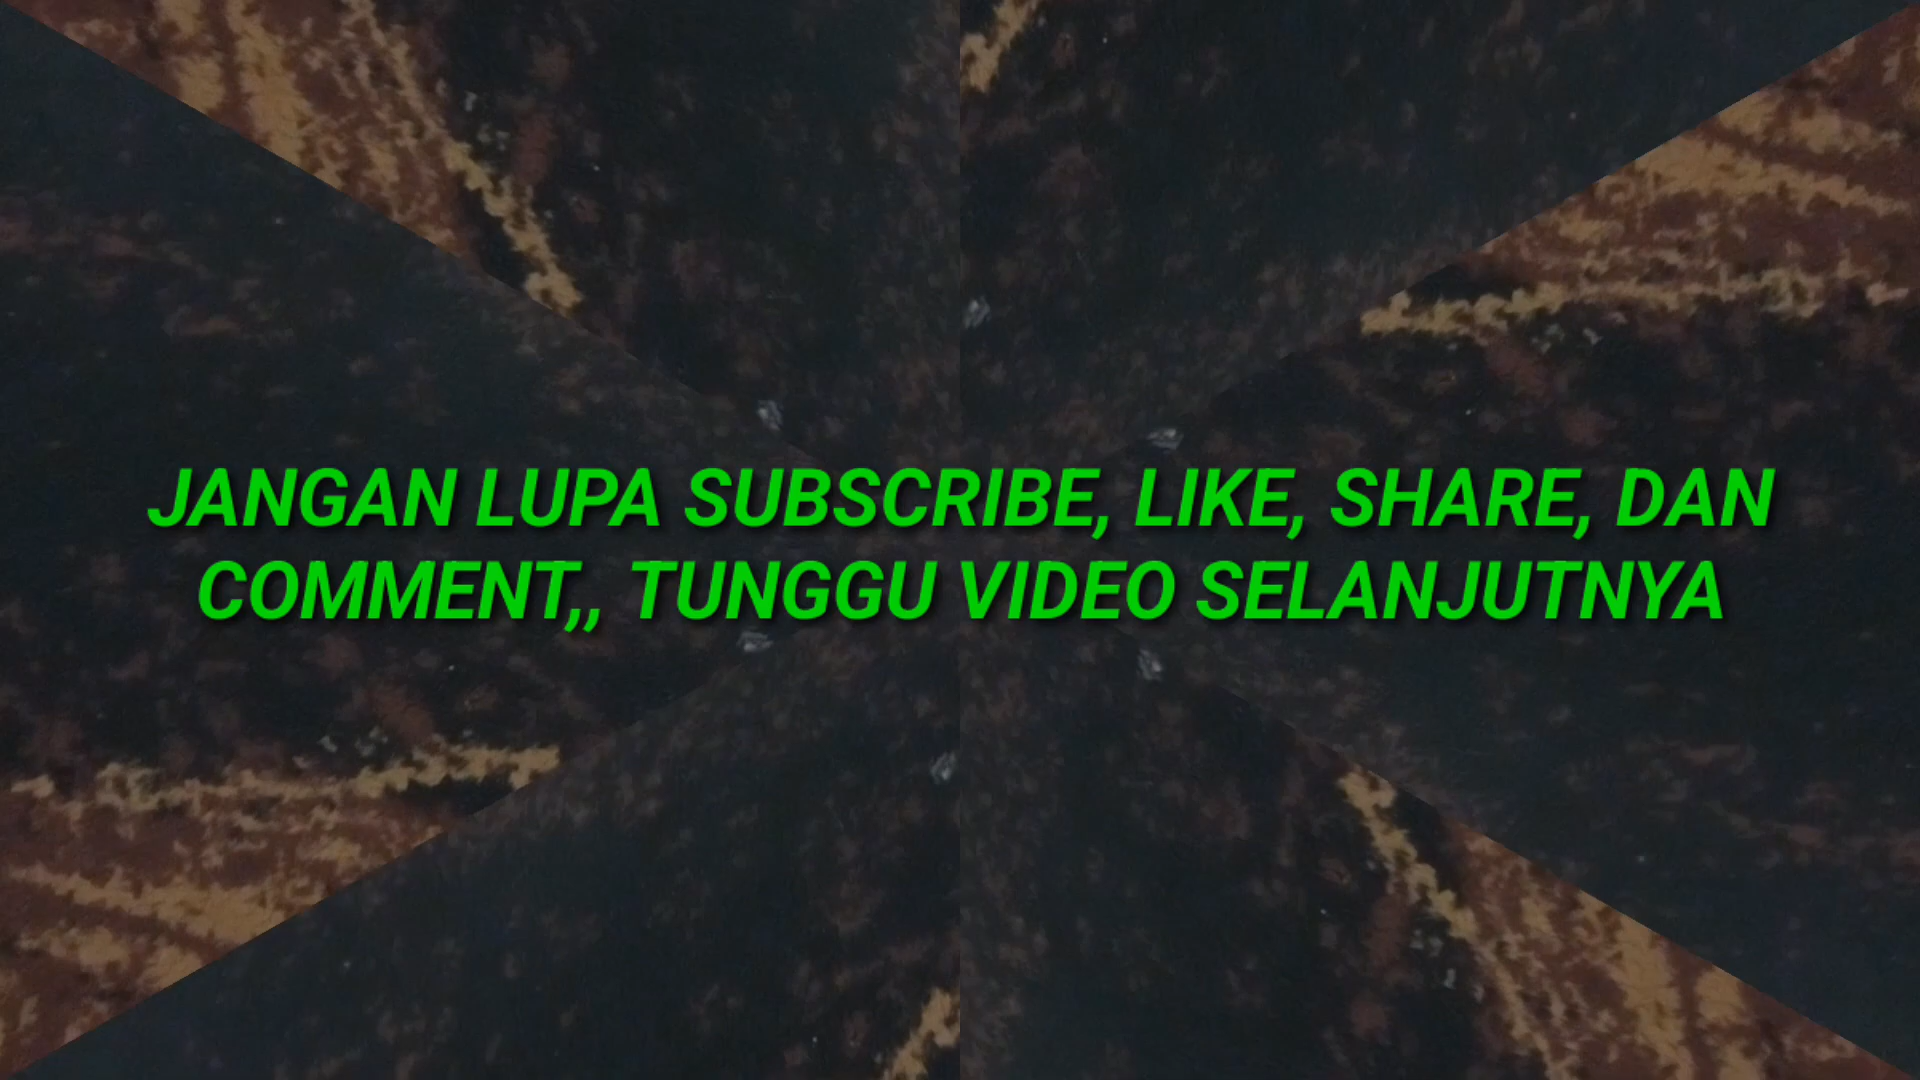 JANGAN LUPA SUBSCRIBE, LIKE, SHARE, DAN
COMMENT,, TUNGGU VIDEO SELANJUTNYA